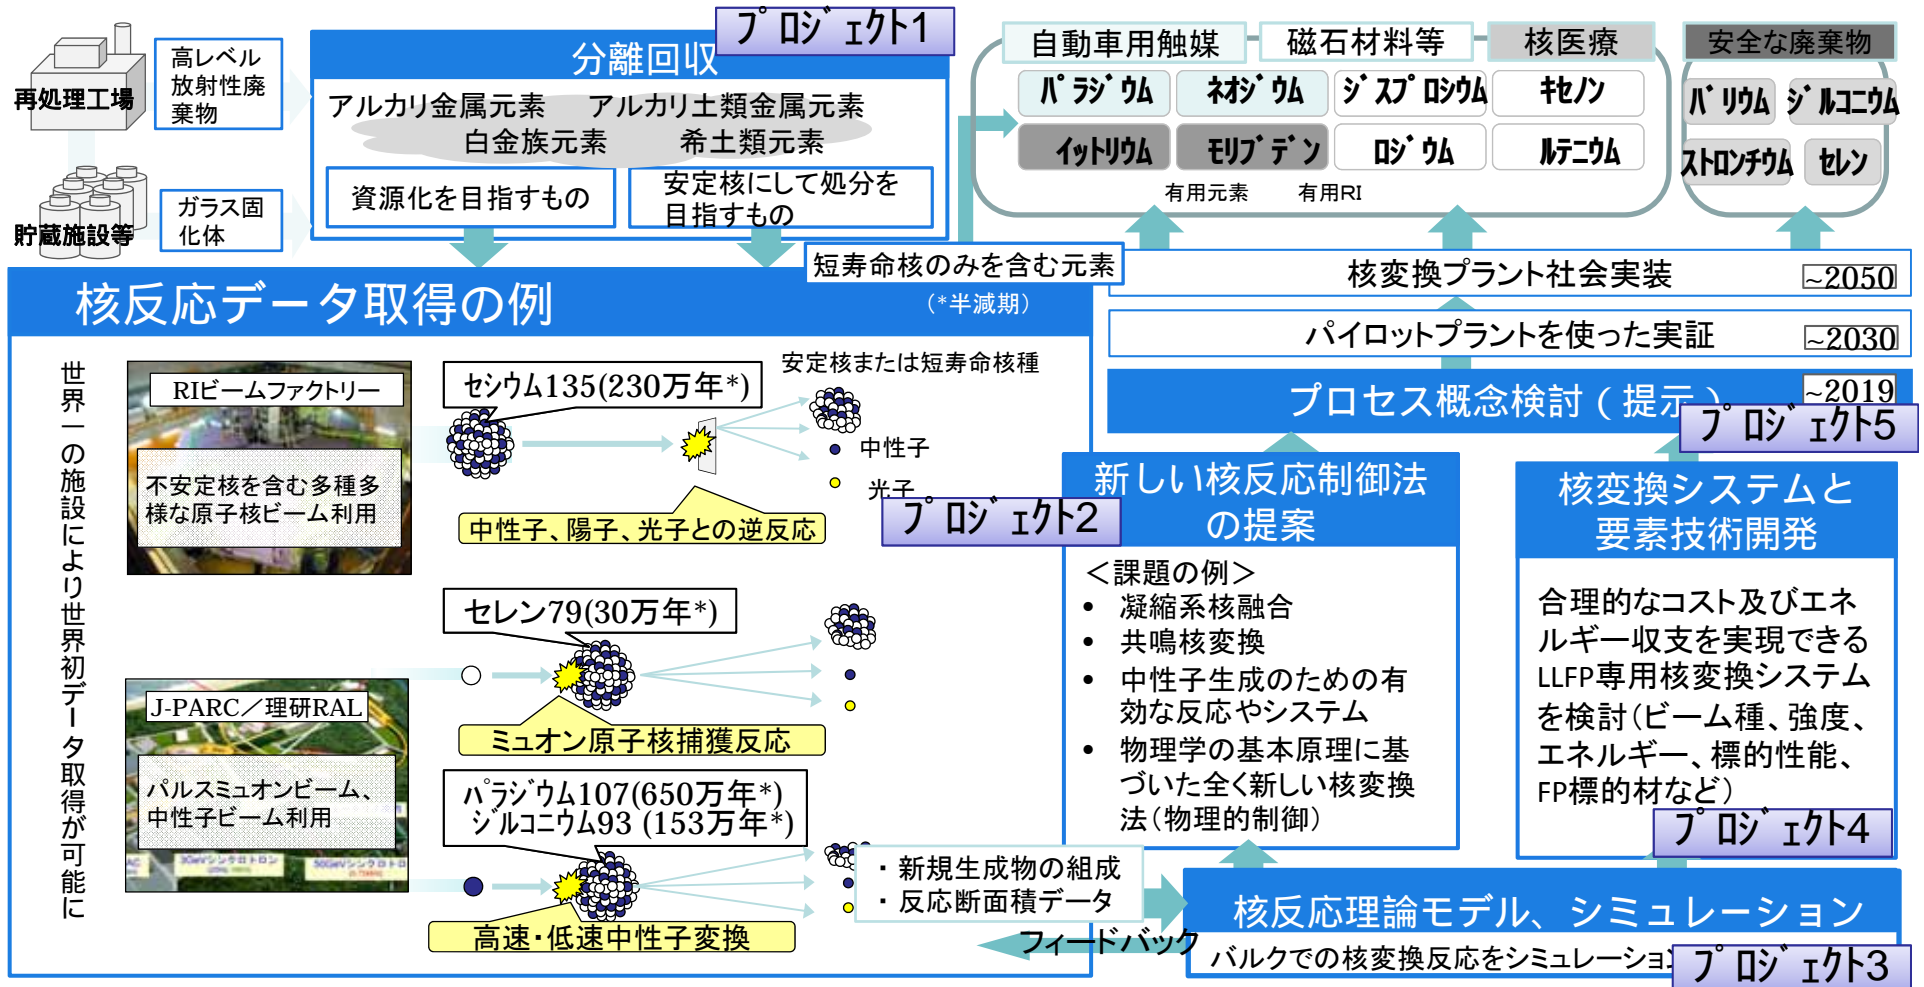 プロジェクト1
分離回収
再処理工場
高レベル
放射性廃
棄物
アルカリ金属元素 アルカリ土類金属元素
白金族元素 希土類元素
資源化を目指すもの
安定核にして処分を
目指すもの
貯蔵施設等
ガラス固
化体
自動車用触媒
磁石材料等
核医療
パラジウム
ネオジウム
ジスプロシウム
キセノン
イットリウム
モリブデン
ロジウム
ルテニウム
有用元素 有用RI
安全な廃棄物
バリウム
ジルコニウム
ストロンチウム
セレン
短寿命核のみを含む元素
核変換プラント社会実装
~2050
パイロットプラントを使った実証
~2030
プロセス概念検討(提示)
~2019
プロジェクト5
核反応データ取得の例
(*半減期)
世界一の施設により世界初データ取得が可能に
RIビームファクトリー
不安定核を含む多種多
様な原子核ビーム利用
セシウム135(230万年*)
安定核または短寿命核種
中性子
光子
中性子、陽子、光子との逆反応
プロジェクト2
セレン79(30万年*)
ミュオン原子核捕獲反応
J-PARC/理研RAL
パルスミュオンビーム、
中性子ビーム利用
3GeVシンクロトロン
50GeVシンクロトロ
パラジウム107(650万年*)
ジルコニウム93 (153万年*)
高速・低速中性子変換
・新規生成物の組成
・反応断面積データ
フィードバック
新しい核反応制御法
の提案
<課題の例>
• 凝縮系核融合
• 共鳴核変換
• 中性子生成のための有
効な反応やシステム
• 物理学の基本原理に基
づいた全く新しい核変換
法(物理的制御)
核変換システムと
要素技術開発
合理的なコスト及びエネ
ルギー収支を実現できる
LLFP専用核変換システム
を検討(ビーム種、強度、
エネルギー、標的性能、
FP標的材など)
プロジェクト4
核反応理論モデル、シミュレーション
バルクでの核変換反応をシミュレーション
プロジェクト3